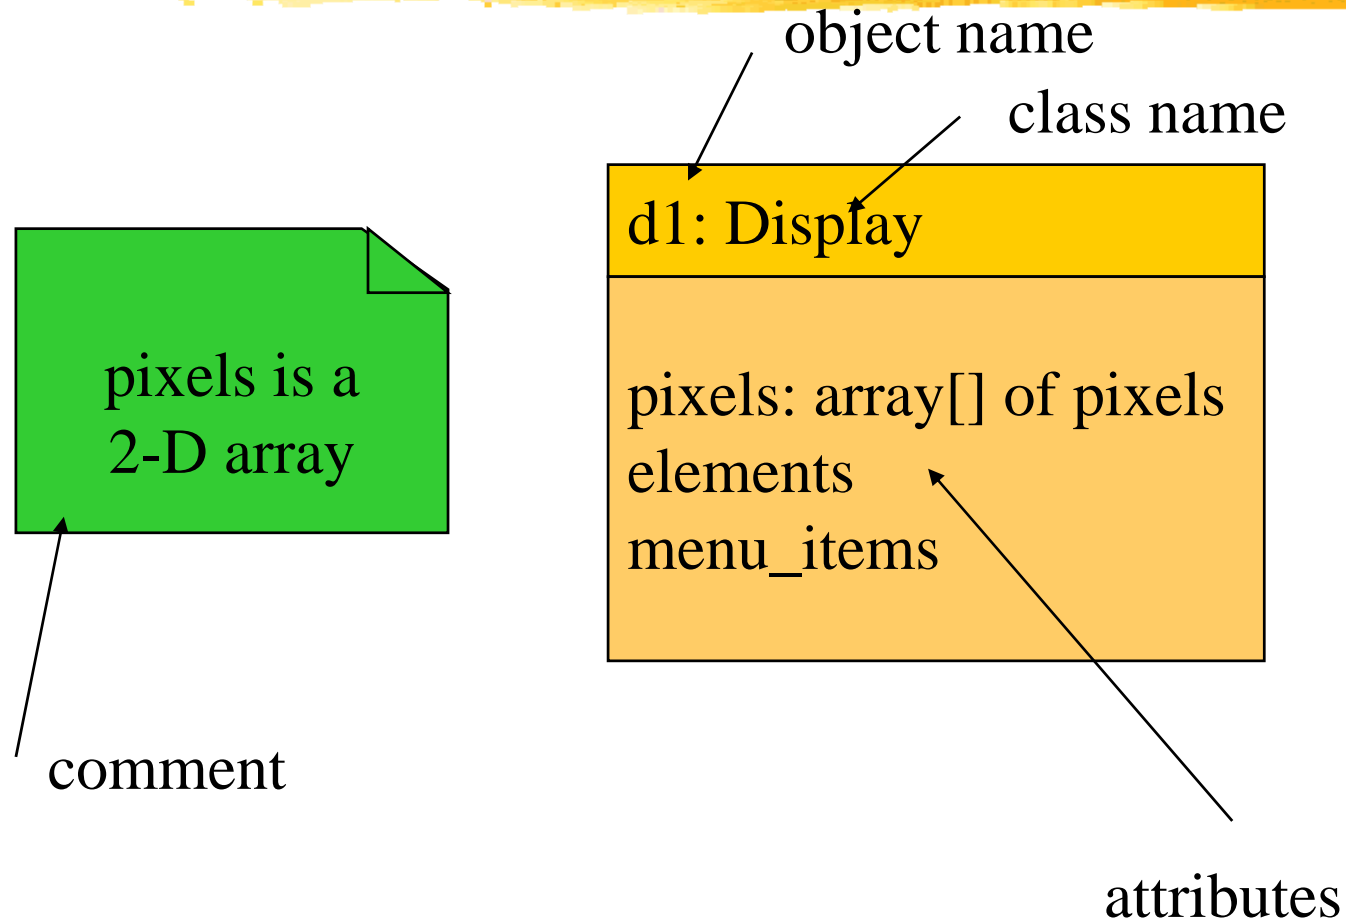 object name
class name
d1: Display
pixels is a
2-D array
pixels: array[] of pixels
elements
menu_items
comment
attributes